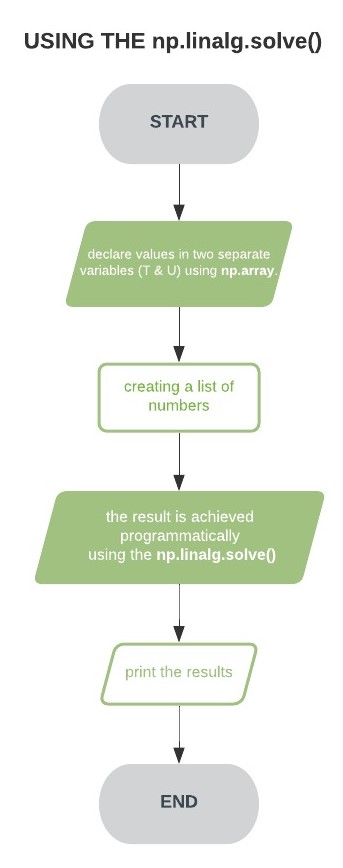 USING THE np.linalg.solve()
START
declare values in two separate
variables (T & U) using np.array.
creating a list of
numbers
the result is achieved
programmatically
using the np.linalg.solve()
print the results
END